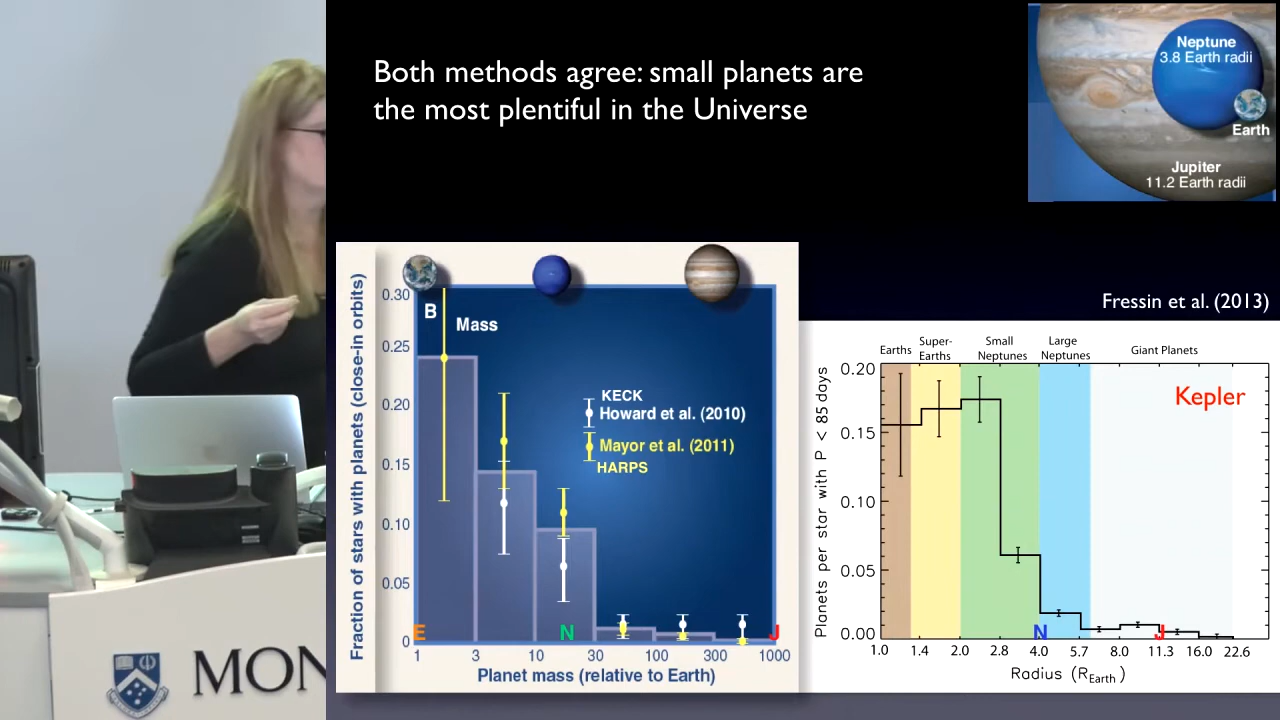 Both methods agree: small planets are
the most plentiful in the Universe
Neptune
3.8 Earth radii
Earth
Jupiter
11.2 Earth radii
Fraction of stars with planets (close-in orbits)
0.30
0.25
0.20
0.15
0.10
0.05
0
B
Mass
KECK
Howard et al. (2010)
Mayor et al. (2011)
HARPS
E
N
J
1
3
10
30
100
300
1000
Planet mass (relative to Earth)
Fressin et al. (2013)
Earths
Super-
Earths
Small
Neptunes
Large
Neptunes
Giant Planets
Kepler
Planets per star with P < 85 days
0.20
0.15
0.10
0.05
0.00
N
J
1.0
1.4
2.0
2.8
4.0
5.7
8.0
11.3
16.0
22.6
Radius (REarth)
MON